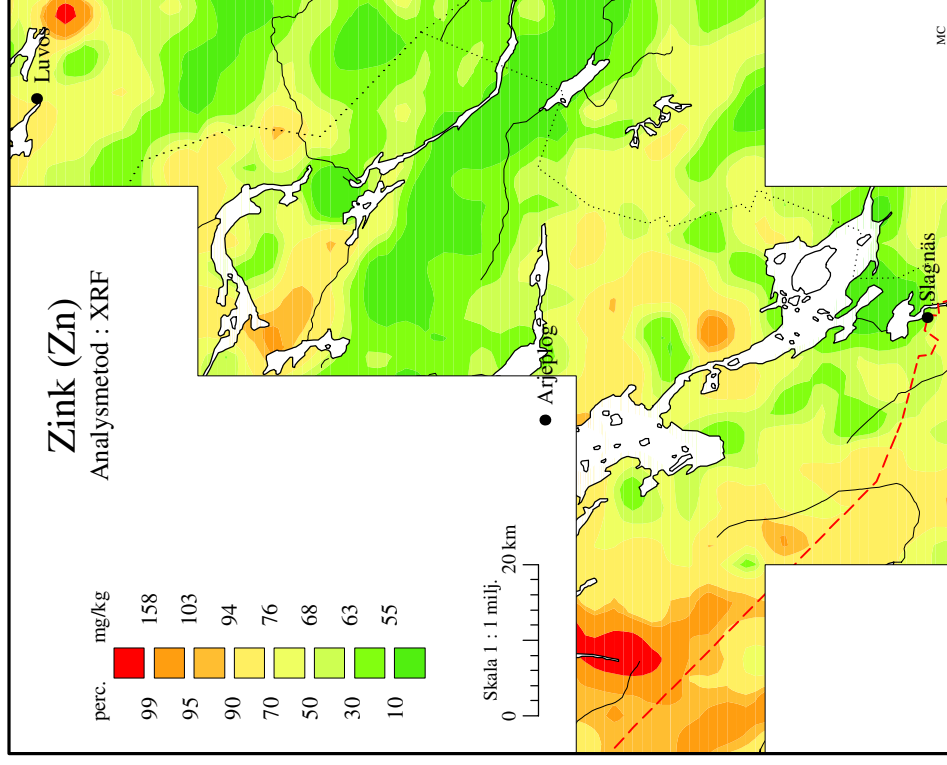 Luvos
Zink (Zn)
Analysmetod : XRF
perc. mg/kg
99 158
95 103
90 94
70 76
50 68
30 63
10 55
Skala 1 : 1 milj.
0 20 km
Arjeplog
Slagnäs
MC